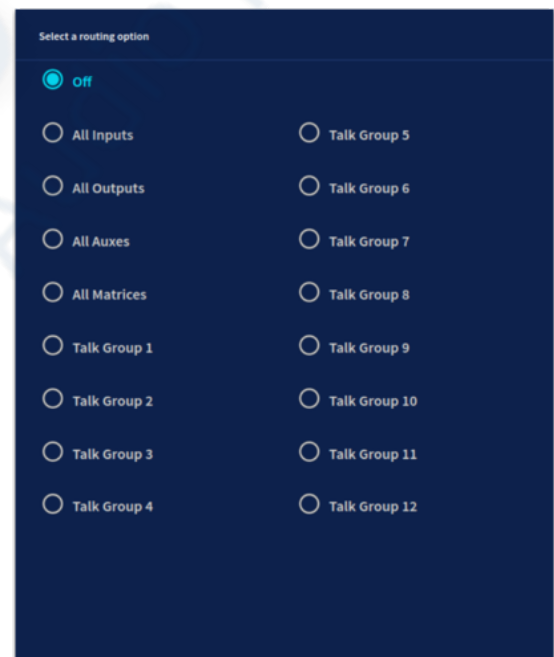 Select a routing option
Off
All Inputs
All Outputs
All Auxes
All Matrices
Talk Group 1
Talk Group 2
Talk Group 3
Talk Group 4
Talk Group 5
Talk Group 6
Talk Group 7
Talk Group 8
Talk Group 9
Talk Group 10
Talk Group 11
Talk Group 12